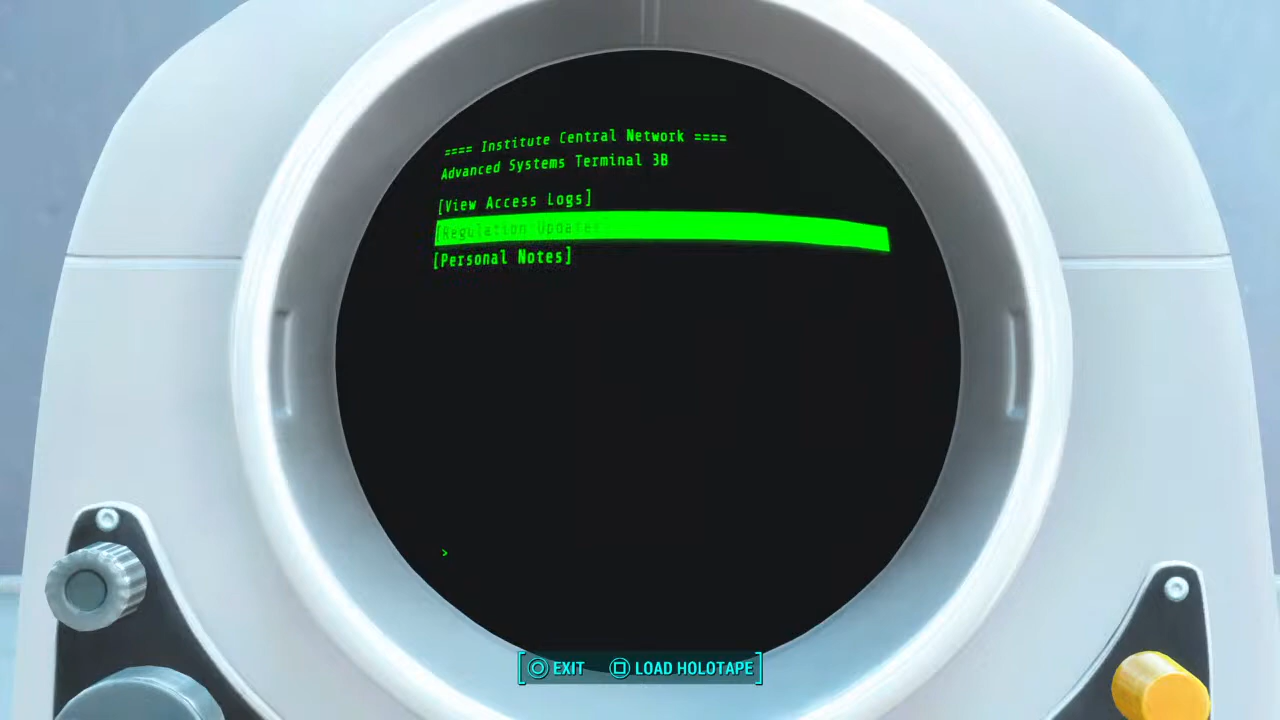 ==== Institute Central Network ====
Advanced Systems Terminal 3B
[View Access Logs]
[Regulation Updates
[Personal Notes]
>
EXIT LOAD HOLOTAPE